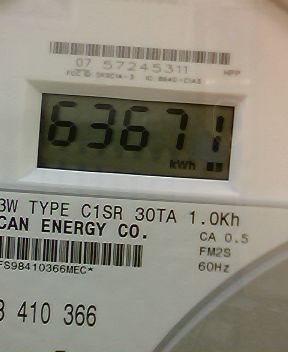 07 57245311
HPP
63671
kWh
3W TYPE C1SR 30TA 1.0Kh
CAN ENERGY CO.
CA 0.5
FM2S
60Hz
FS98410366MEC*
410 366